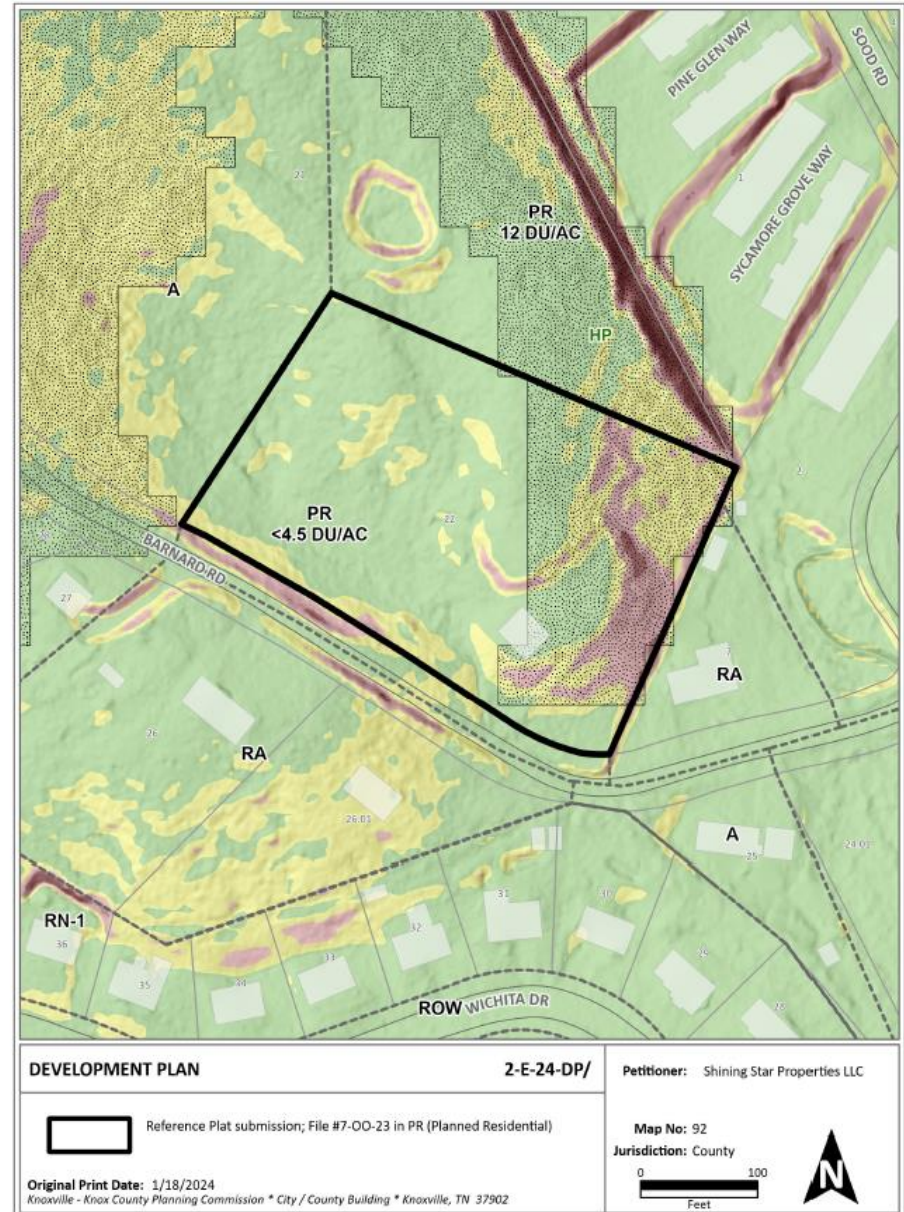 PINE GLEN WAY
SOOD RD
SYCAMORE GROVE WAY
21
1
PR
12 DU/AC
A
HP
PR
<4.5 DU/AC
22
2
BARNARD RD
27
7
RA
26
RA
26.01
A
25
24.01
RN-1
36
35
34
33
32
31
30
29
28
ROW
WICHITA DR
DEVELOPMENT PLAN
2-E-24-DP/
Reference Plat submission; File #7-OO-23 in PR (Planned Residential)
Original Print Date: 1/18/2024
Knoxville - Knox County Planning Commission * City / County Building * Knoxville, TN 37902
Petitioner: Shining Star Properties LLC
Map No: 92
Jurisdiction: County
0 100
Feet
N